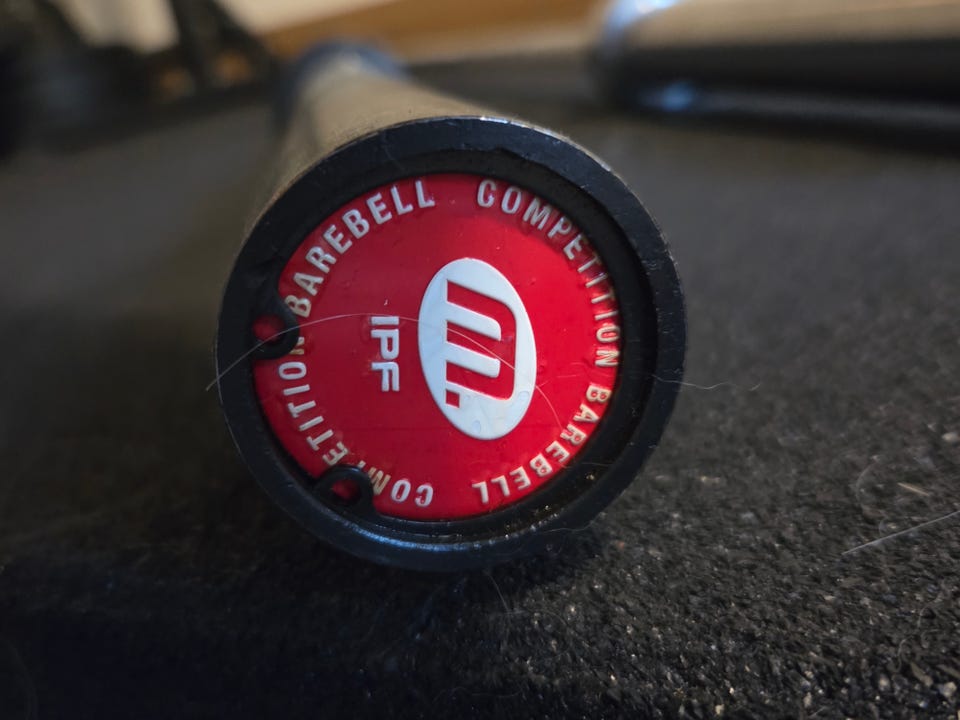 COMPETITION BAREBELL
COMPETITION BAREBELL
m.
IPF